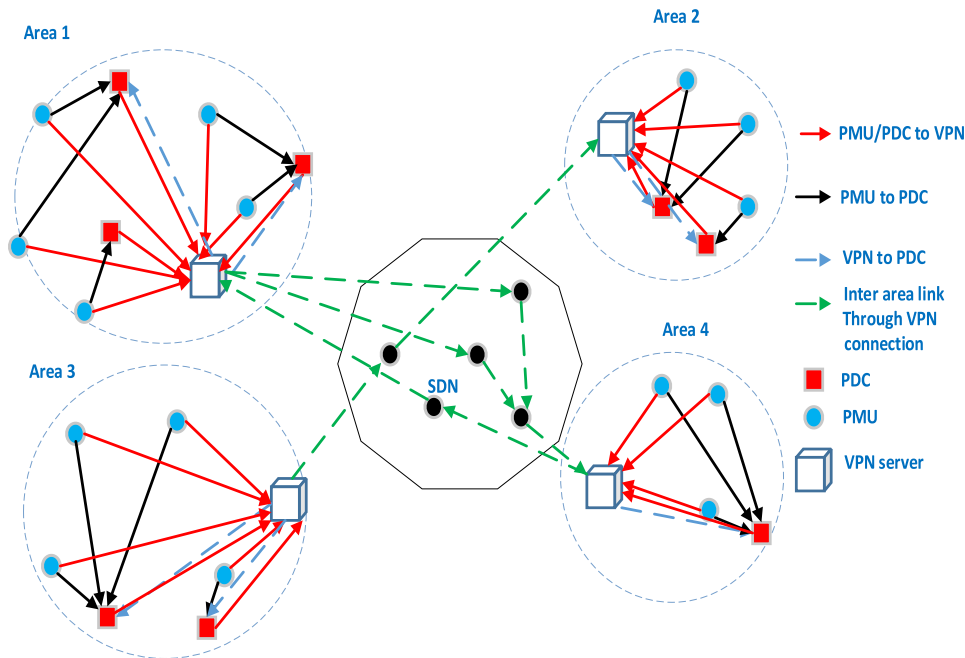 Area 1
Area 2
PMU/PDC to VPN
PMU to PDC
VPN to PDC
Inter area link
Through VPN
connection
PDC
PMU
VPN server
SDN
Area 3
Area 4